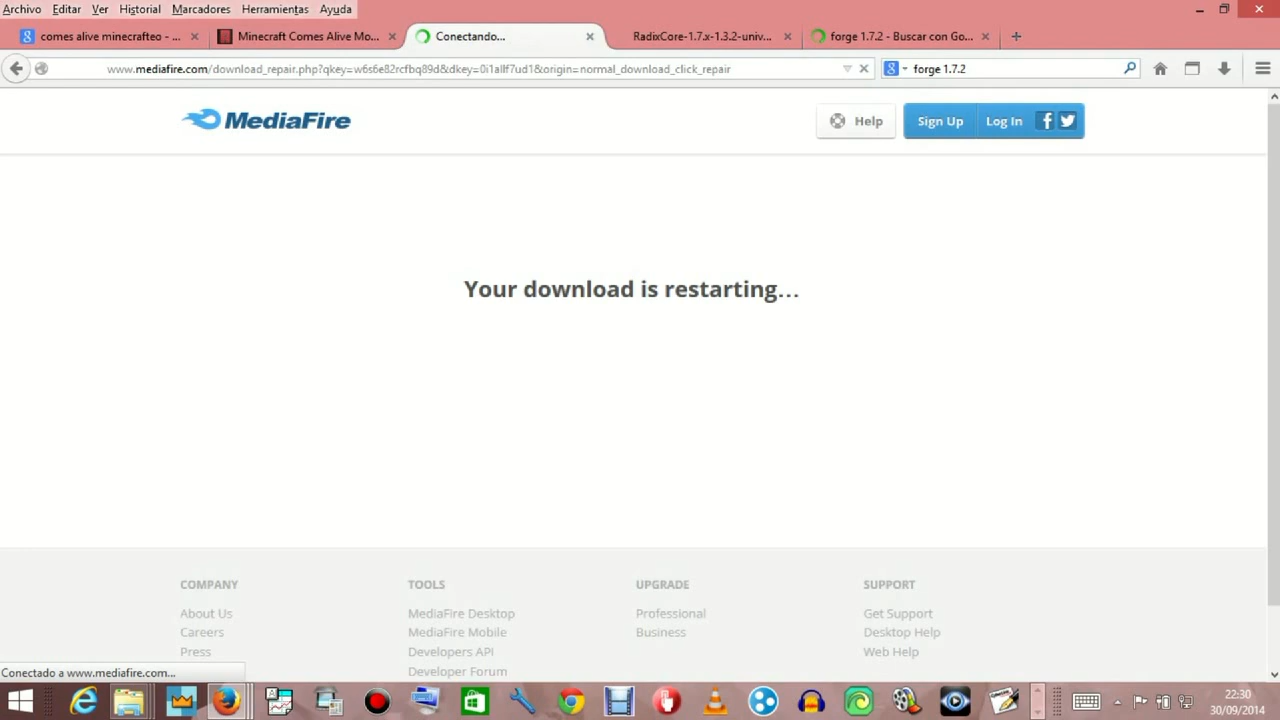 Archivo Editar Ver Historial Marcadores Herramientas Ayuda
comes alive minecrafteo - ...
Minecraft Comes Alive Mo...
Conectando...
RadixCore-1.7.x-1.3.2-univ...
forge 1.7.2 - Buscar con Go...
www.mediafire.com/download_repair.php?qkey=w6s6e82rcfbq89d&dkey=0i1allf7ud1&origin=normal_download_click_repair
forge 1.7.2
MediaFire
Help
Sign Up
Log In
Your download is restarting...
COMPANY
About Us
Careers
Press
TOOLS
MediaFire Desktop
MediaFire Mobile
Developers API
Developer Forum
UPGRADE
Professional
Business
SUPPORT
Get Support
Desktop Help
Web Help
Conectado a www.mediafire.com...
22:30
30/09/2014